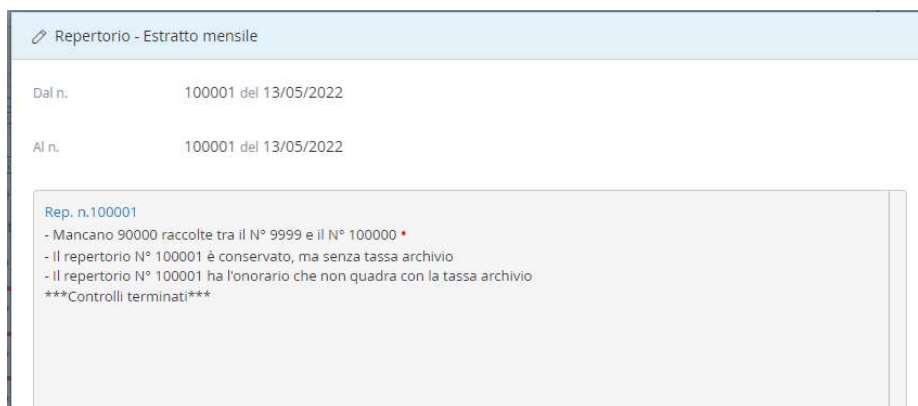 Repertorio - Estratto mensile
Dal n. 100001 del 13/05/2022
Al n. 100001 del 13/05/2022
Rep. n.100001
- Mancano 90000 raccolte tra il N° 9999 e il N° 100000 •
- Il repertorio N° 100001 è conservato, ma senza tassa archivio
- Il repertorio N° 100001 ha l'onorario che non quadra con la tassa archivio
***Controlli terminati***